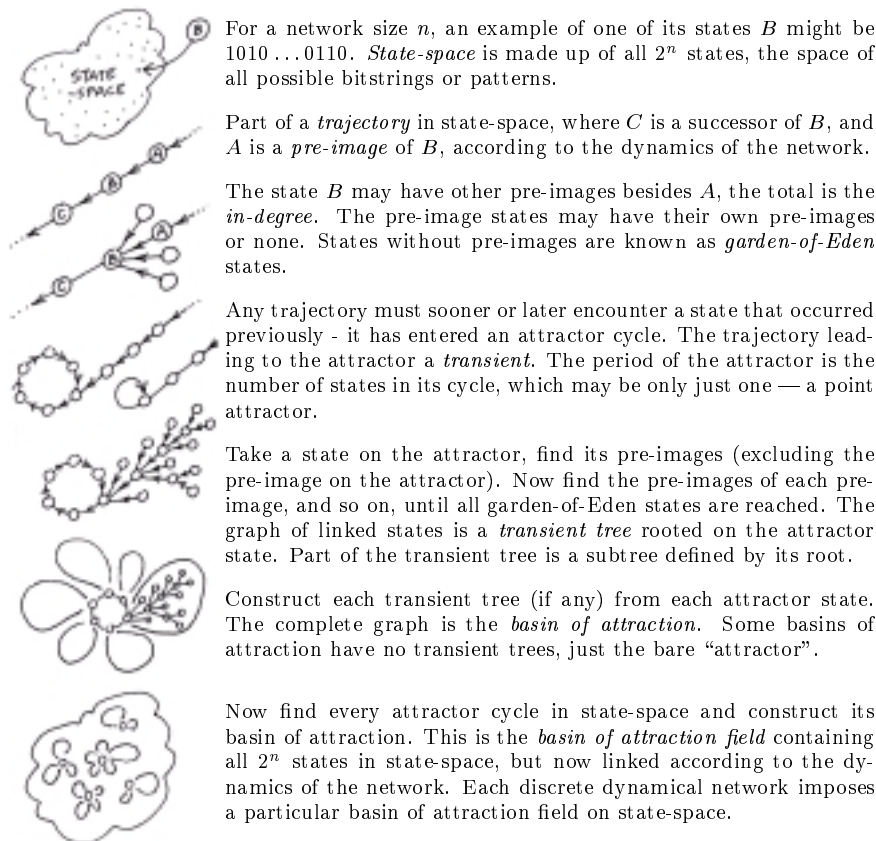 For a network size n, an example of one of its states B might be
1010 ... 0110. State-space is made up of all 2^n states, the space of
all possible bitstrings or patterns.
STATE
-SPACE
B
Part of a trajectory in state-space, where C is a successor of B, and
A is a pre-image of B, according to the dynamics of the network.
A
B
C
The state B may have other pre-images besides A, the total is the
in-degree. The pre-image states may have their own pre-images
or none. States without pre-images are known as garden-of-Eden
states.
A
B
C
Any trajectory must sooner or later encounter a state that occurred
previously - it has entered an attractor cycle. The trajectory lead-
ing to the attractor a transient. The period of the attractor is the
number of states in its cycle, which may be only just one — a point
attractor.
Take a state on the attractor, find its pre-images (excluding the
pre-image on the attractor). Now find the pre-images of each pre-
image, and so on, until all garden-of-Eden states are reached. The
graph of linked states is a transient tree rooted on the attractor
state. Part of the transient tree is a subtree defined by its root.
Construct each transient tree (if any) from each attractor state.
The complete graph is the basin of attraction. Some basins of
attraction have no transient trees, just the bare “attractor”.
Now find every attractor cycle in state-space and construct its
basin of attraction. This is the basin of attraction field containing
all 2^n states in state-space, but now linked according to the dy-
namics of the network. Each discrete dynamical network imposes
a particular basin of attraction field on state-space.